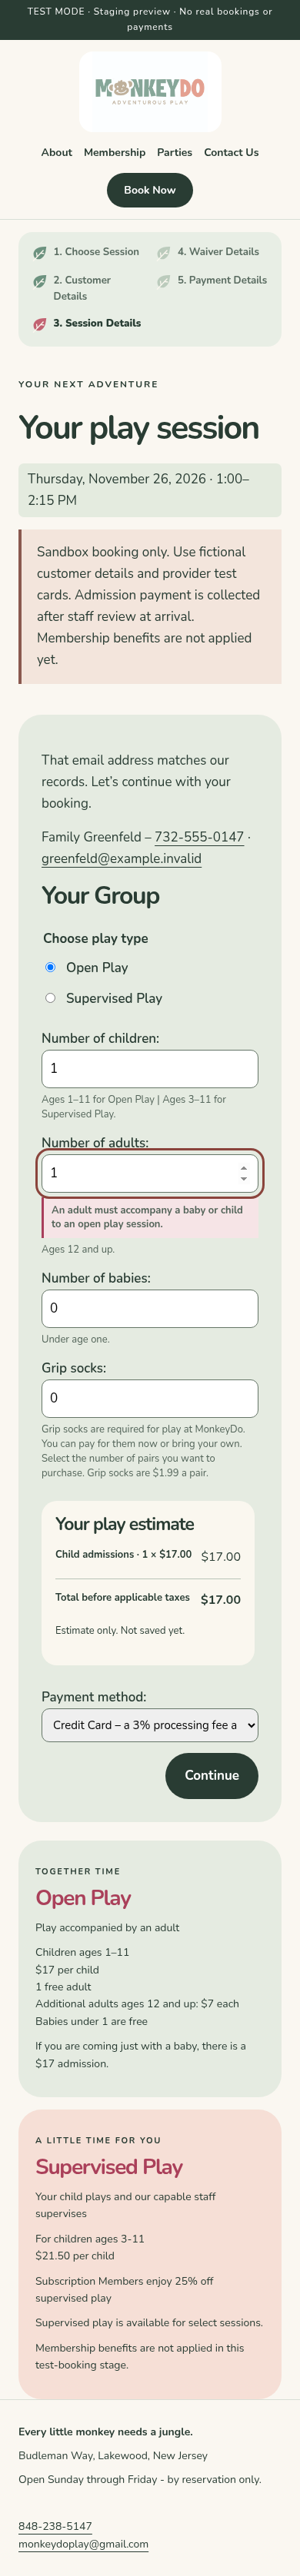 TEST MODE · Staging preview · No real bookings or
payments
MONKEYDO
ADVENTUROUS PLAY
About Membership Parties Contact Us
Book Now
1. Choose Session
2. Customer
Details
3. Session Details
4. Waiver Details
5. Payment Details
YOUR NEXT ADVENTURE
Your play session
Thursday, November 26, 2026 · 1:00–
2:15 PM
Sandbox booking only. Use fictional
customer details and provider test
cards. Admission payment is collected
after staff review at arrival.
Membership benefits are not applied
yet.
That email address matches our
records. Let’s continue with your
booking.
Family Greenfeld – 732-555-0147 ·
greenfeld@example.invalid
Your Group
Choose play type
Open Play
Supervised Play
Number of children:
1
Ages 1–11 for Open Play | Ages 3–11 for
Supervised Play.
Number of adults:
1
An adult must accompany a baby or child
to an open play session.
Ages 12 and up.
Number of babies:
0
Under age one.
Grip socks:
0
Grip socks are required for play at MonkeyDo.
You can pay for them now or bring your own.
Select the number of pairs you want to
purchase. Grip socks are $1.99 a pair.
Your play estimate
Child admissions · 1 × $17.00 $17.00
Total before applicable taxes $17.00
Estimate only. Not saved yet.
Payment method:
Credit Card – a 3% processing fee a
Continue
TOGETHER TIME
Open Play
Play accompanied by an adult
Children ages 1–11
$17 per child
1 free adult
Additional adults ages 12 and up: $7 each
Babies under 1 are free
If you are coming just with a baby, there is a
$17 admission.
A LITTLE TIME FOR YOU
Supervised Play
Your child plays and our capable staff
supervises
For children ages 3-11
$21.50 per child
Subscription Members enjoy 25% off
supervised play
Supervised play is available for select sessions.
Membership benefits are not applied in this
test-booking stage.
Every little monkey needs a jungle.
Budleman Way, Lakewood, New Jersey
Open Sunday through Friday - by reservation only.
848-238-5147
monkeydoplay@gmail.com